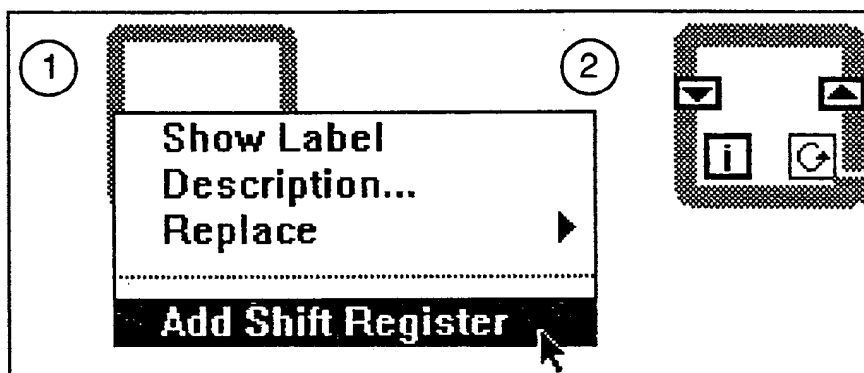 1
2
Show Label
Description...
Replace
i
Add Shift Register